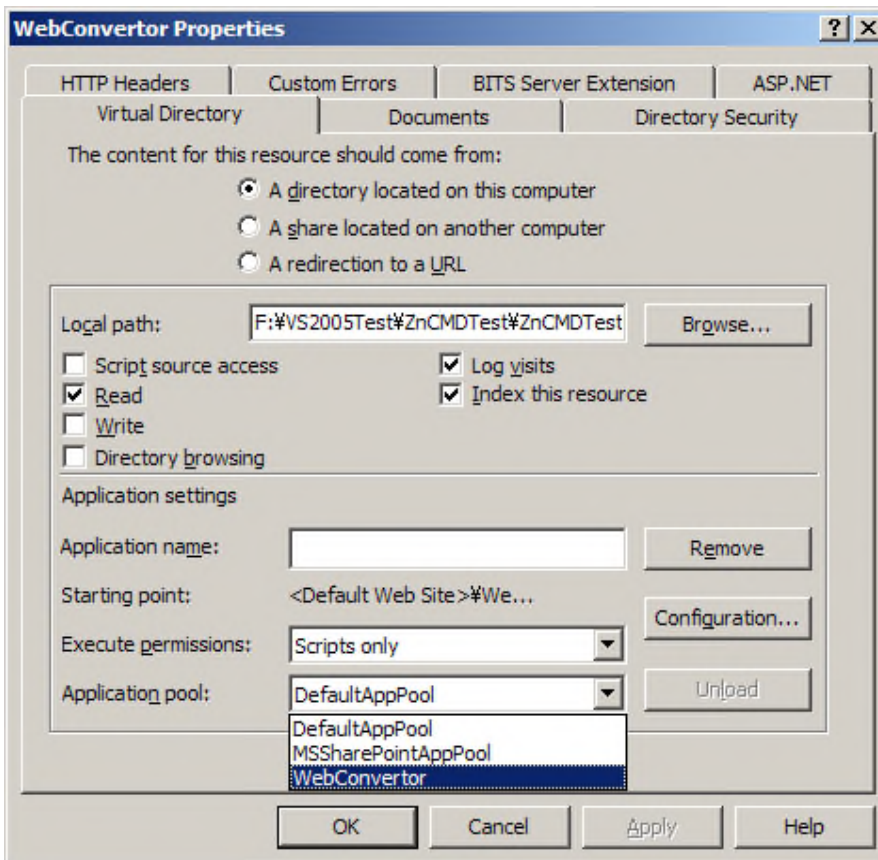 WebConvertor Properties
HTTP Headers
Custom Errors
BITS Server Extension
ASP.NET
Virtual Directory
Documents
Directory Security
The content for this resource should come from:
A directory located on this computer
A share located on another computer
A redirection to a URL
Local path:
F:¥VS2005Test¥ZnCMDTest¥ZnCMDTest
Browse...
Script source access
Log visits
Read
Index this resource
Write
Directory browsing
Application settings
Application name:
Remove
Starting point:
<Default Web Site>¥We...
Configuration...
Execute permissions:
Scripts only
Application pool:
DefaultAppPool
Unload
DefaultAppPool
MSSharePointAppPool
WebConvertor
OK
Cancel
Apply
Help